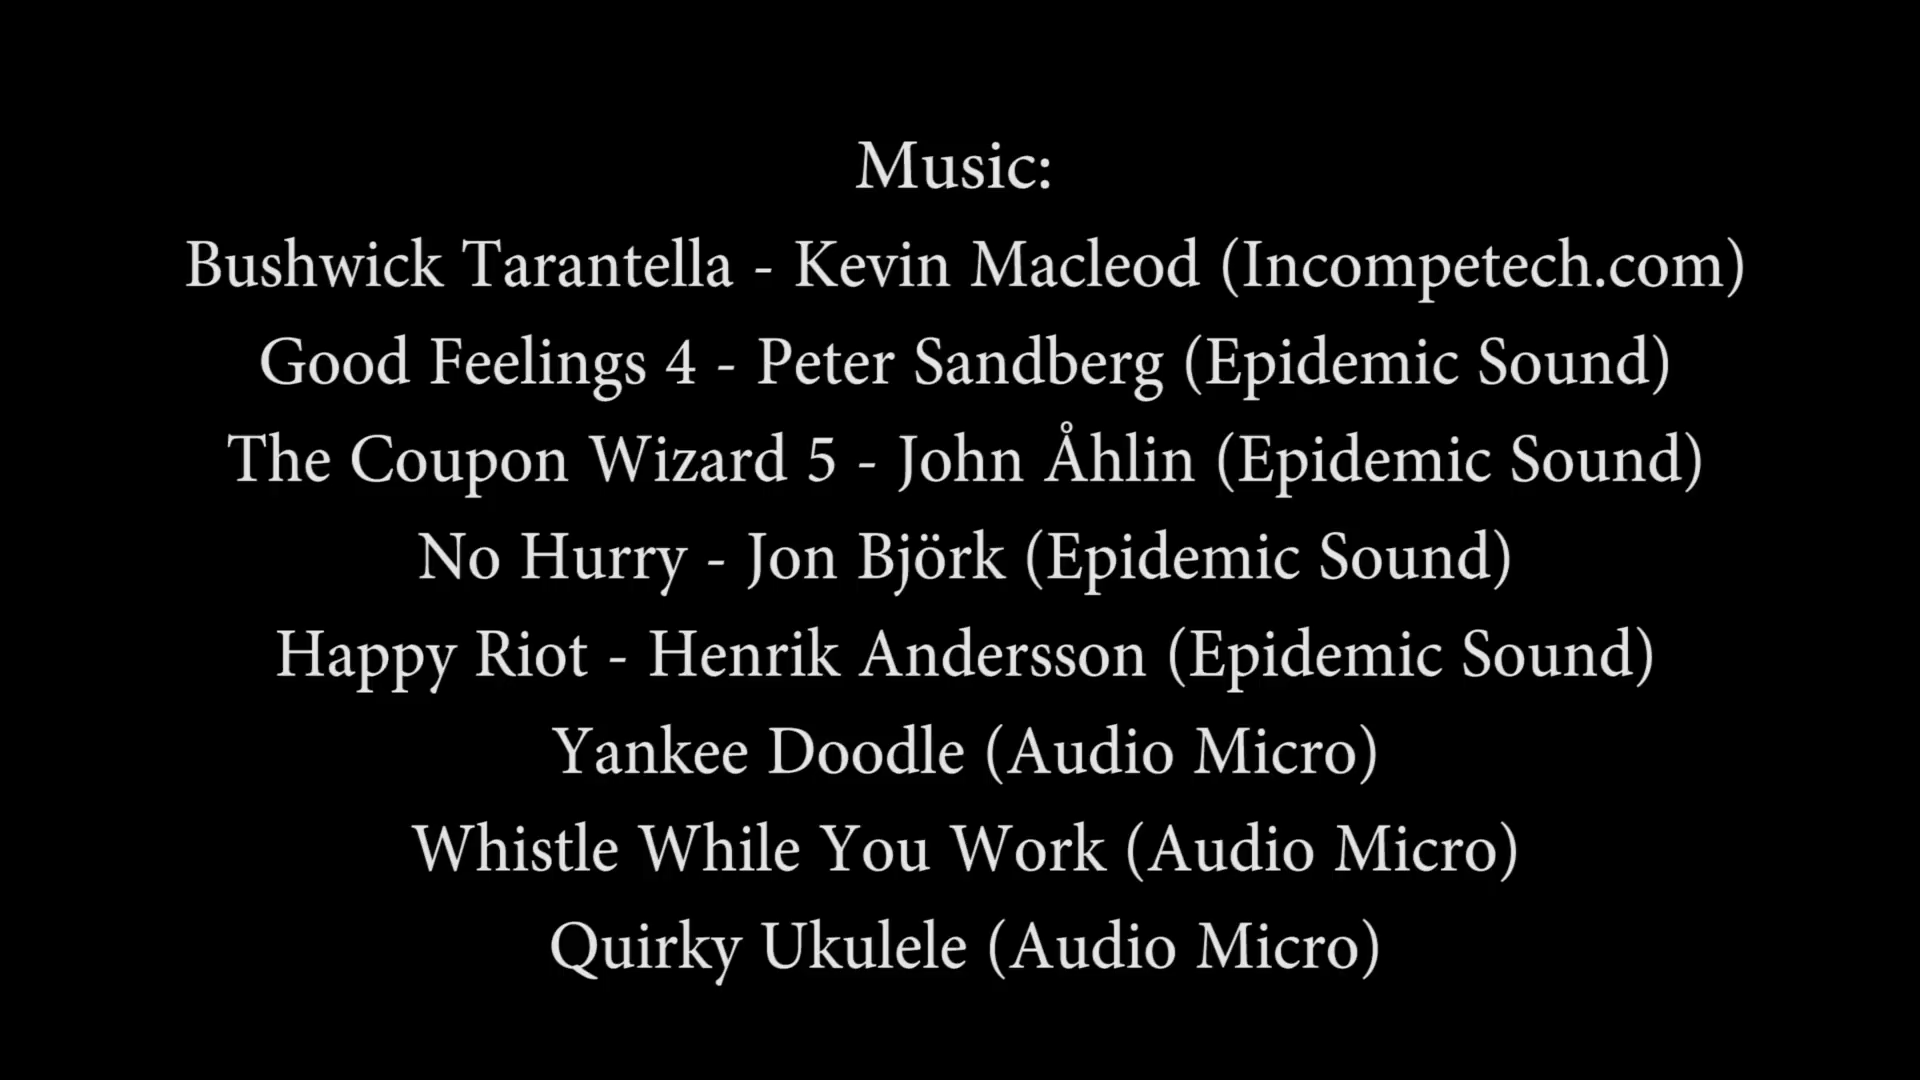 Music:
Bushwick Tarantella - Kevin Macleod (Incompetech.com)
Good Feelings 4 - Peter Sandberg (Epidemic Sound)
The Coupon Wizard 5 - John Åhlin (Epidemic Sound)
No Hurry - Jon Björk (Epidemic Sound)
Happy Riot - Henrik Andersson (Epidemic Sound)
Yankee Doodle (Audio Micro)
Whistle While You Work (Audio Micro)
Quirky Ukulele (Audio Micro)